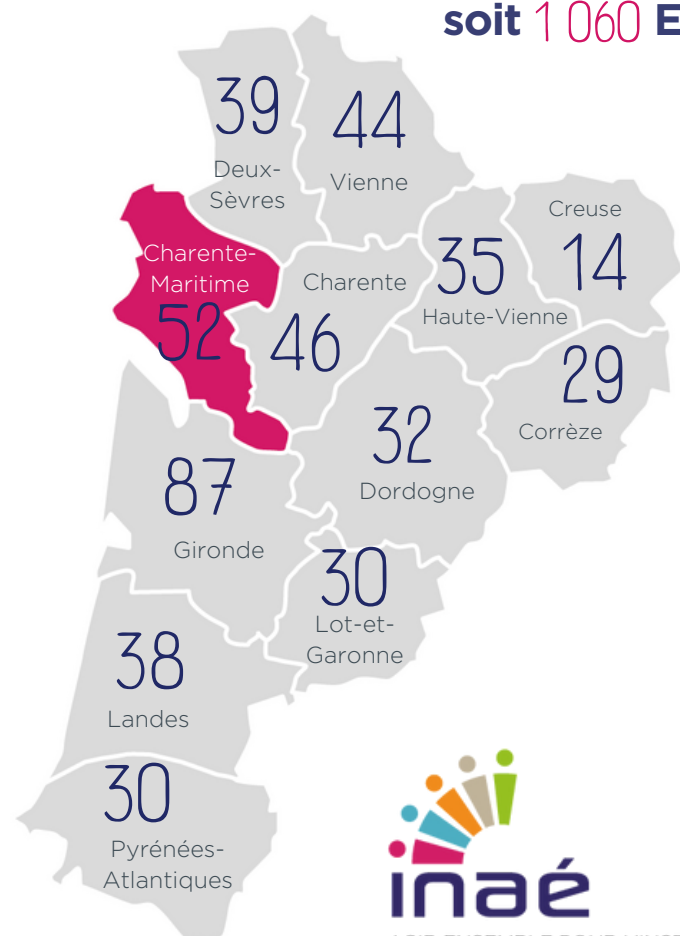 soit 1 060 E
39
Deux-
Sèvres
44
Vienne
Creuse
14
Charente-
Maritime
52
Charente
46
35
Haute-Vienne
29
Corrèze
32
Dordogne
87
Gironde
30
Lot-et-
Garonne
38
Landes
30
Pyrénées-
Atlantiques
inaé